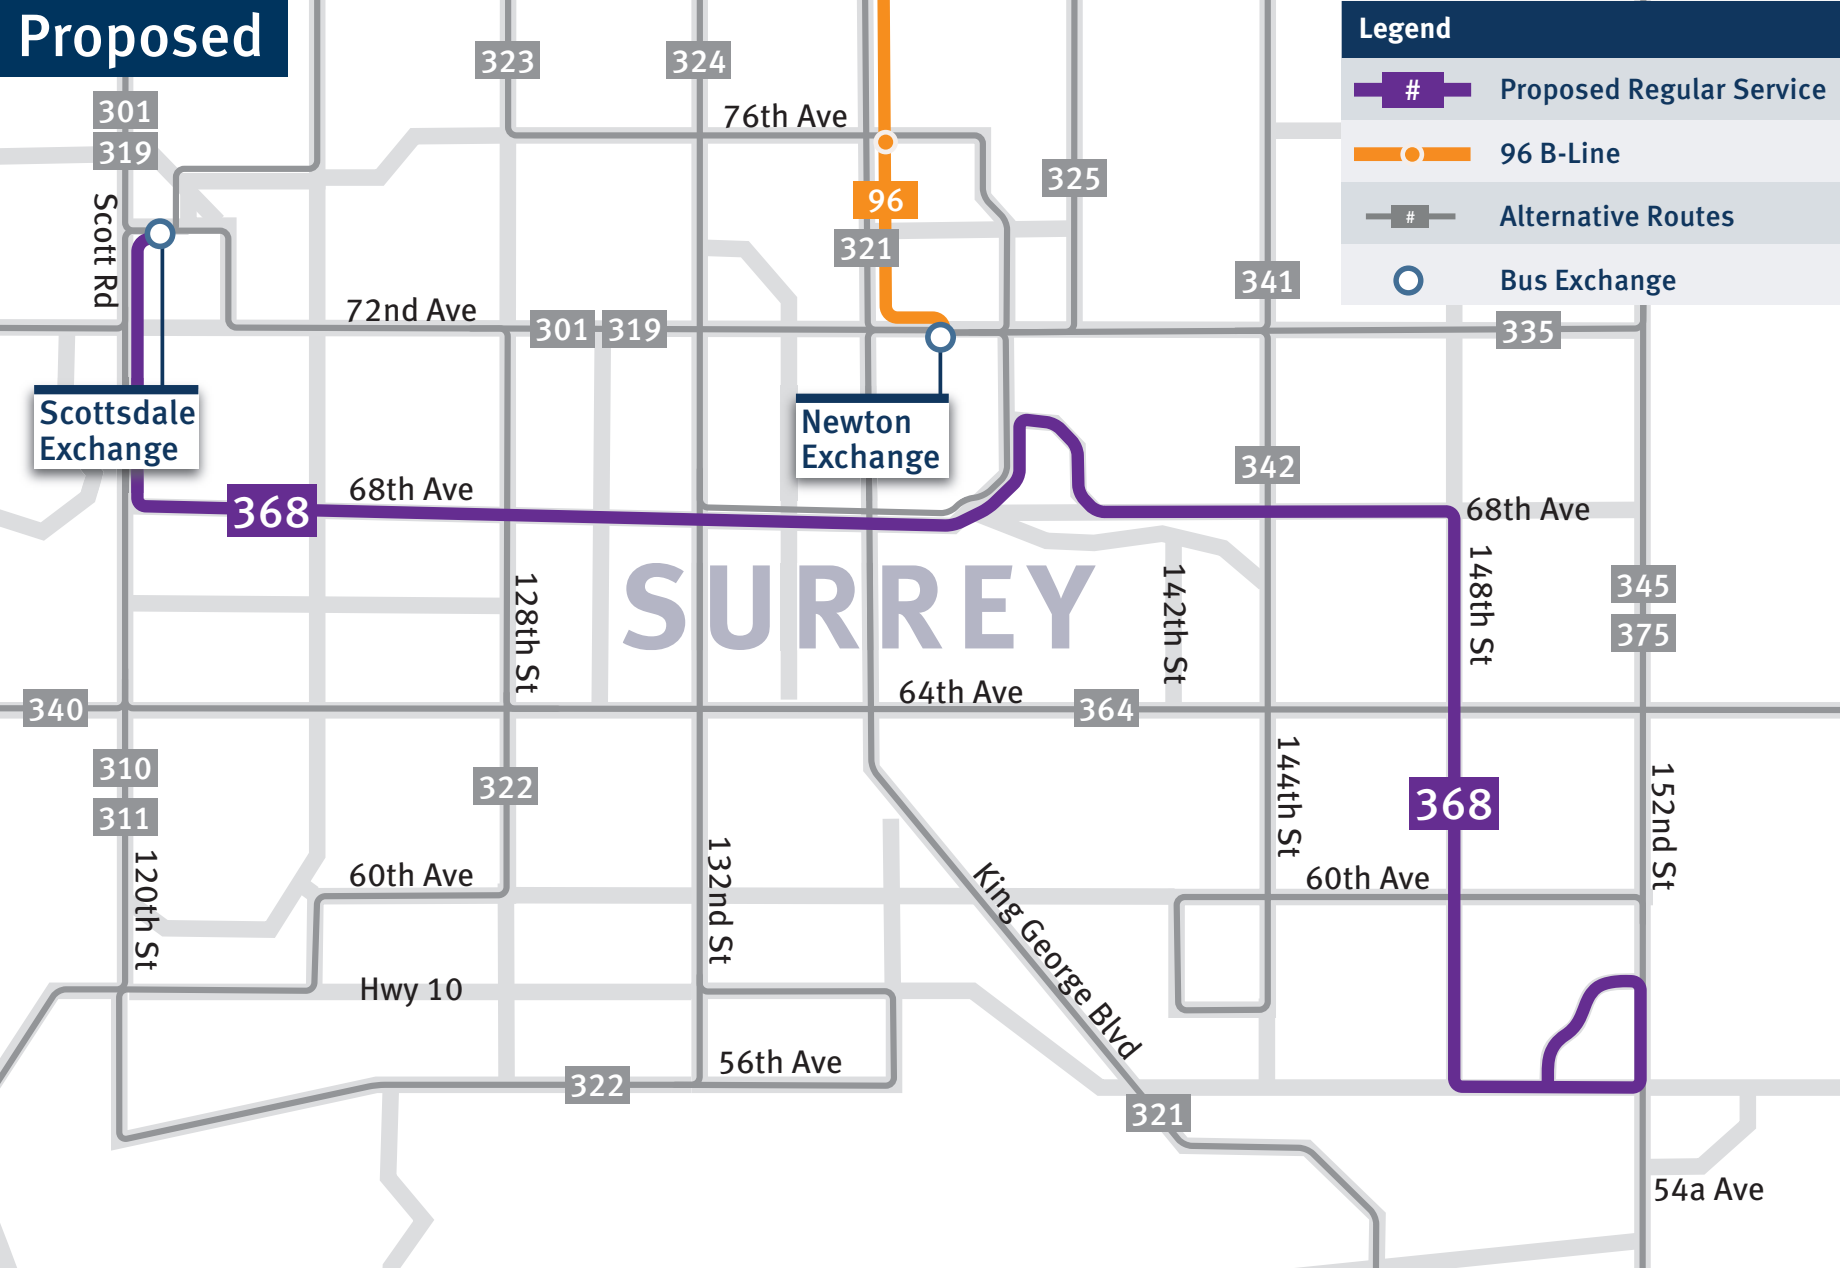 Proposed
Legend
# Proposed Regular Service
96 B-Line
# Alternative Routes
Bus Exchange
323
324
301
319
76th Ave
325
96
321
Scott Rd
341
72nd Ave
301
319
335
Scottsdale
Exchange
Newton
Exchange
342
68th Ave
368
68th Ave
SURREY
128th St
142th St
148th St
345
375
340
64th Ave
364
310
311
322
144th St
368
152nd St
120th St
60th Ave
132nd St
King George Blvd
60th Ave
Hwy 10
56th Ave
322
321
54a Ave